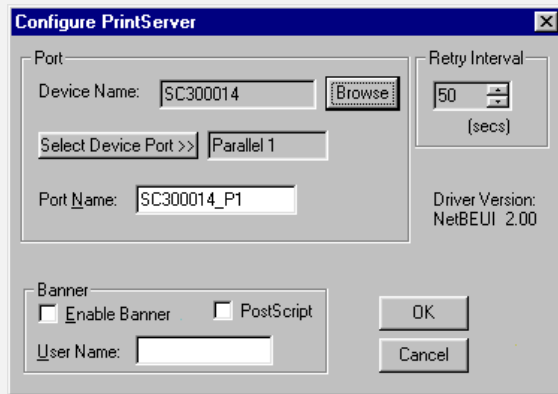 Configure PrintServer
Port
Device Name: SC300014 Browse
Select Device Port >> Parallel 1
Port Name: SC300014_P1
Retry Interval
50
(secs)
Driver Version:
NetBEUI 2.00
Banner
Enable Banner PostScript
User Name:
OK
Cancel